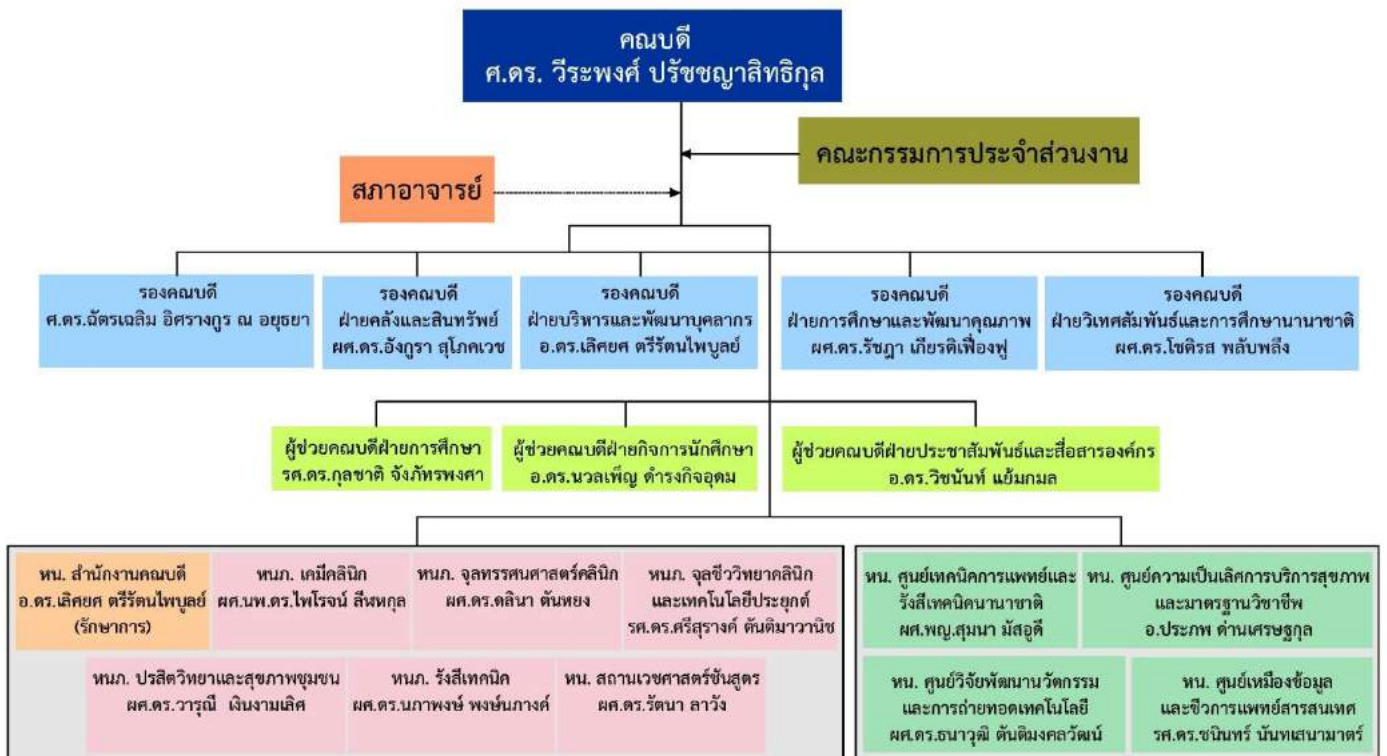 คณบดี
ศ.ดร. วีระพงศ์ ปรัชชญาสิทธิกุล
คณะกรรมการประจำส่วนงาน
สภาอาจารย์
รองคณบดี
ศ.ดร.ฉัตรเฉลิม อิศรางกูร ณ อยุธยา
รองคณบดี
ฝ่ายคลังและสินทรัพย์
ผศ.ดร.อังกูรา สุโภคเวช
รองคณบดี
ฝ่ายบริหารและพัฒนาบุคลากร
อ.ดร.เลิศยศ ตรีรัตนไพบูลย์
รองคณบดี
ฝ่ายการศึกษาและพัฒนาคุณภาพ
ผศ.ดร.รัชฎา เกียรติเฟื่องฟู
รองคณบดี
ฝ่ายวิเทศสัมพันธ์และการศึกษานานาชาติ
ผศ.ดร.โชติรส พลับพลึง
ผู้ช่วยคณบดีฝ่ายการศึกษา
รศ.ดร.กุลชาติ จังภัทรพงศา
ผู้ช่วยคณบดีฝ่ายกิจการนักศึกษา
อ.ดร.นวลเพ็ญ ดำรงกิจอุดม
ผู้ช่วยคณบดีฝ่ายประชาสัมพันธ์และสื่อสารองค์กร
อ.ดร.วิชนันท์ แย้มกมล
หน. สำนักงานคณบดี
อ.ดร.เลิศยศ ตรีรัตนไพบูลย์
(รักษาการ)
หนภ. เคมีคลินิก
ผศ.นพ.ดร.ไพโรจน์ ลีฬหกุล
หนภ. จุลทรรศนศาสตร์คลินิก
ผศ.ดร.ดลินา ตันหยง
หนภ. จุลชีววิทยาคลินิก
และเทคโนโลยีประยุกต์
รศ.ดร.ศรีสุรางค์ ตันติมาวานิช
หนภ. ปรสิตวิทยาและสุขภาพชุมชน
ผศ.ดร.วารุณี เงินงามเลิศ
หนภ. รังสีเทคนิค
ผศ.ดร.นภาพงษ์ พงษ์นภางค์
หน. สถานเวชศาสตร์ชันสูตร
ผศ.ดร.รัตนา ลาวัง
หน. ศูนย์เทคนิคการแพทย์และ
รังสีเทคนิคนานาชาติ
ผศ.พญ.สุมนา มัสอูดี
หน. ศูนย์ความเป็นเลิศการบริการสุขภาพ
และมาตรฐานวิชาชีพ
อ.ประภพ ด่านเศรษฐกุล
หน. ศูนย์วิจัยพัฒนานวัตกรรม
และการถ่ายทอดเทคโนโลยี
ผศ.ดร.ธนาวุฒิ ตันติมงคลวัฒน์
หน. ศูนย์เหมืองข้อมูล
และชีวการแพทย์สารสนเทศ
รศ.ดร.ชนินทร์ นันทเสนามาตร์